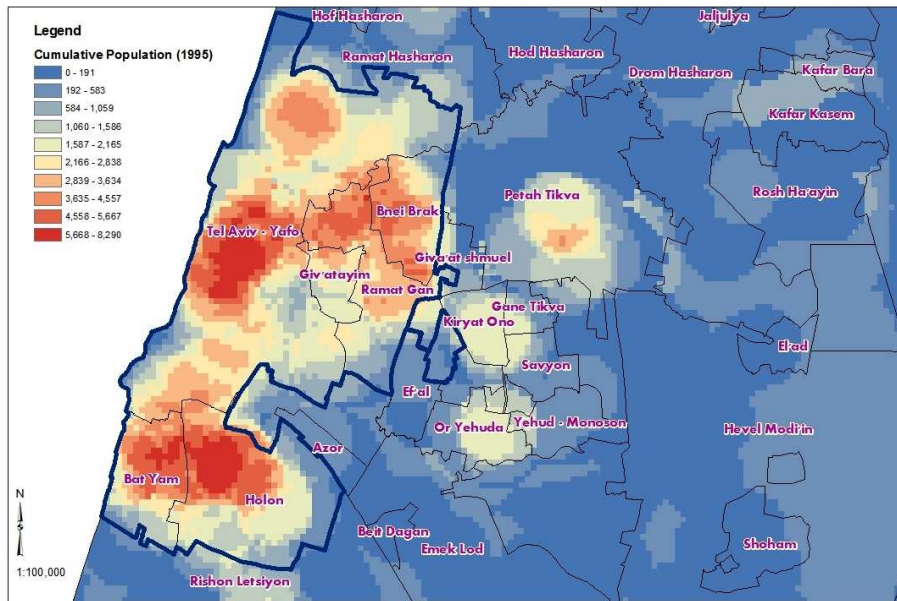 Legend
Cumulative Population (1995)
0 - 191
192 - 583
584 - 1,059
1,060 - 1,586
1,587 - 2,165
2,166 - 2,838
2,839 - 3,634
3,635 - 4,557
4,558 - 5,667
5,668 - 8,290
Hof Hasharon
Jaljulya
Ramat Hasharon
Hod Hasharon
Drom Hasharon
Kafar Bara
Kafar Kasem
Petah Tikva
Rosh Ha'ayin
Bnei Brak
Tel Aviv - Yafo
Giva'at shmuel
Giv'atayim
Ramat Gan
Gane Tikva
Kiryat Ono
El'ad
Savyon
Ef'al
Or Yehuda
Yehud - Monoson
Hevel Modi'in
Azor
Bat Yam
Holon
Beit Dagan
Emek Lod
Shoham
N
1:100,000
Rishon Letsiyon